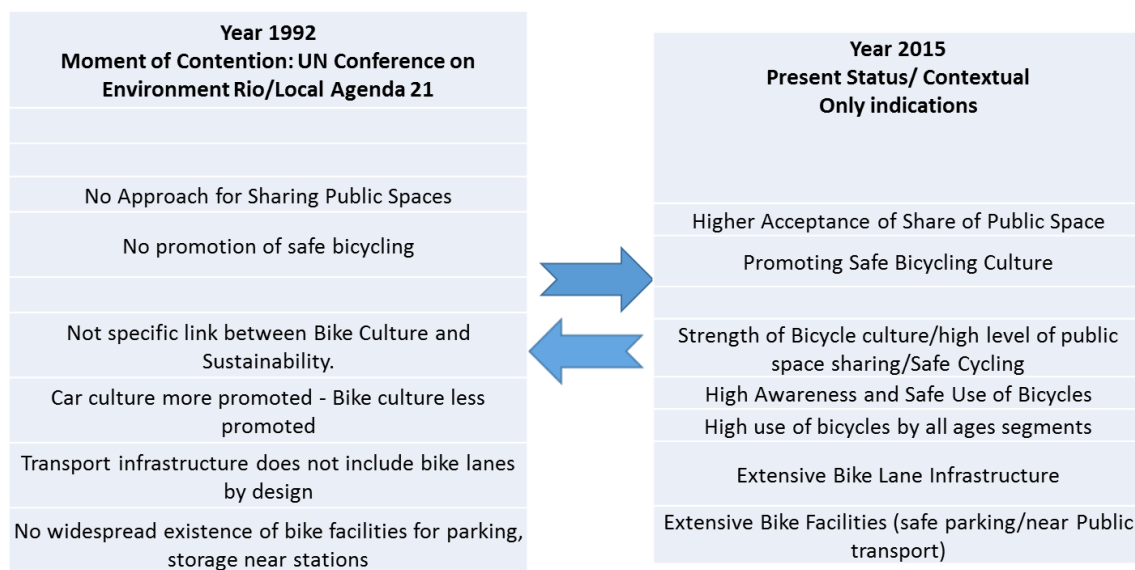 Year 1992
Moment of Contention: UN Conference on
Environment Rio/Local Agenda 21
No Approach for Sharing Public Spaces
No promotion of safe bicycling
Not specific link between Bike Culture and
Sustainability.
Car culture more promoted - Bike culture less
promoted
Transport infrastructure does not include bike lanes
by design
No widespread existence of bike facilities for parking,
storage near stations
Year 2015
Present Status/ Contextual
Only indications
Higher Acceptance of Share of Public Space
Promoting Safe Bicycling Culture
Strength of Bicycle culture/high level of public
space sharing/Safe Cycling
High Awareness and Safe Use of Bicycles
High use of bicycles by all ages segments
Extensive Bike Lane Infrastructure
Extensive Bike Facilities (safe parking/near Public
transport)